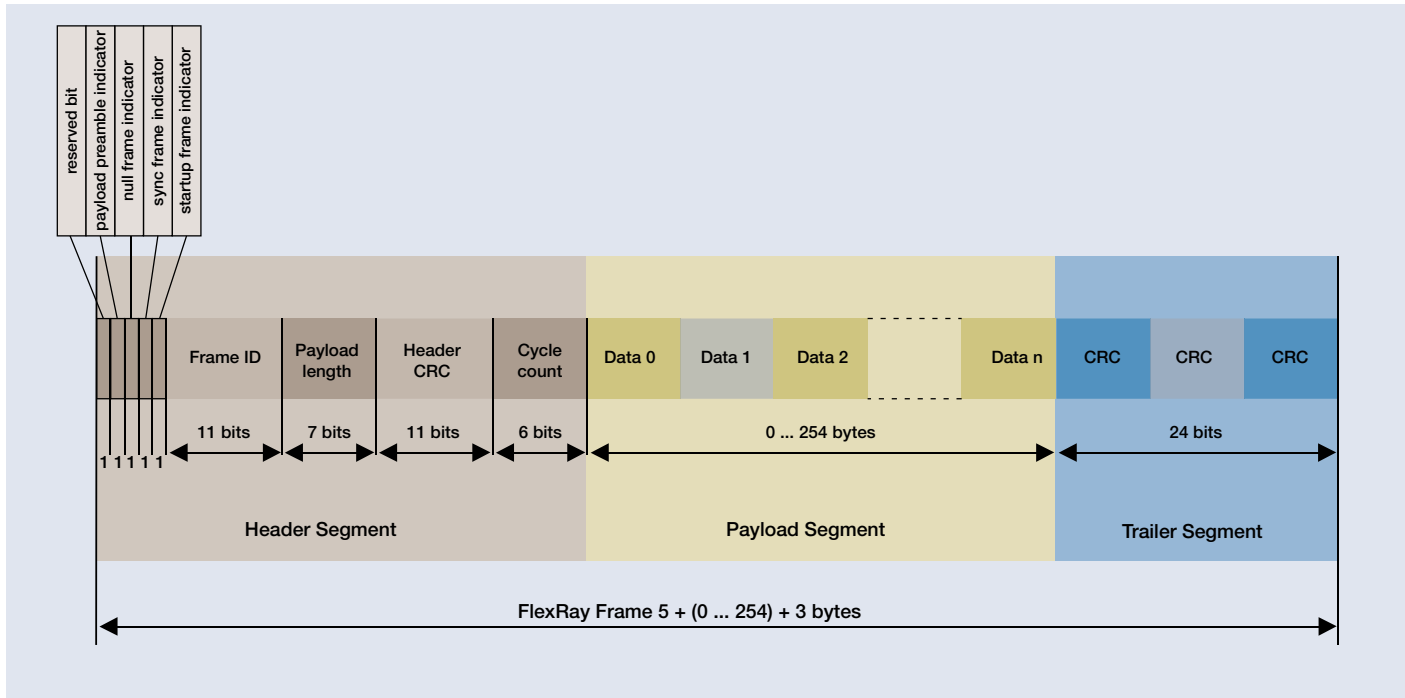 reserved bit
payload preamble indicator
null frame indicator
sync frame indicator
startup frame indicator
Frame ID
Payload
length
Header
CRC
Cycle
count
Data 0
Data 1
Data 2
Data n
CRC
CRC
CRC
1 1 1 1 1
11 bits
7 bits
11 bits
6 bits
0 ... 254 bytes
24 bits
Header Segment
Payload Segment
Trailer Segment
FlexRay Frame 5 + (0 ... 254) + 3 bytes